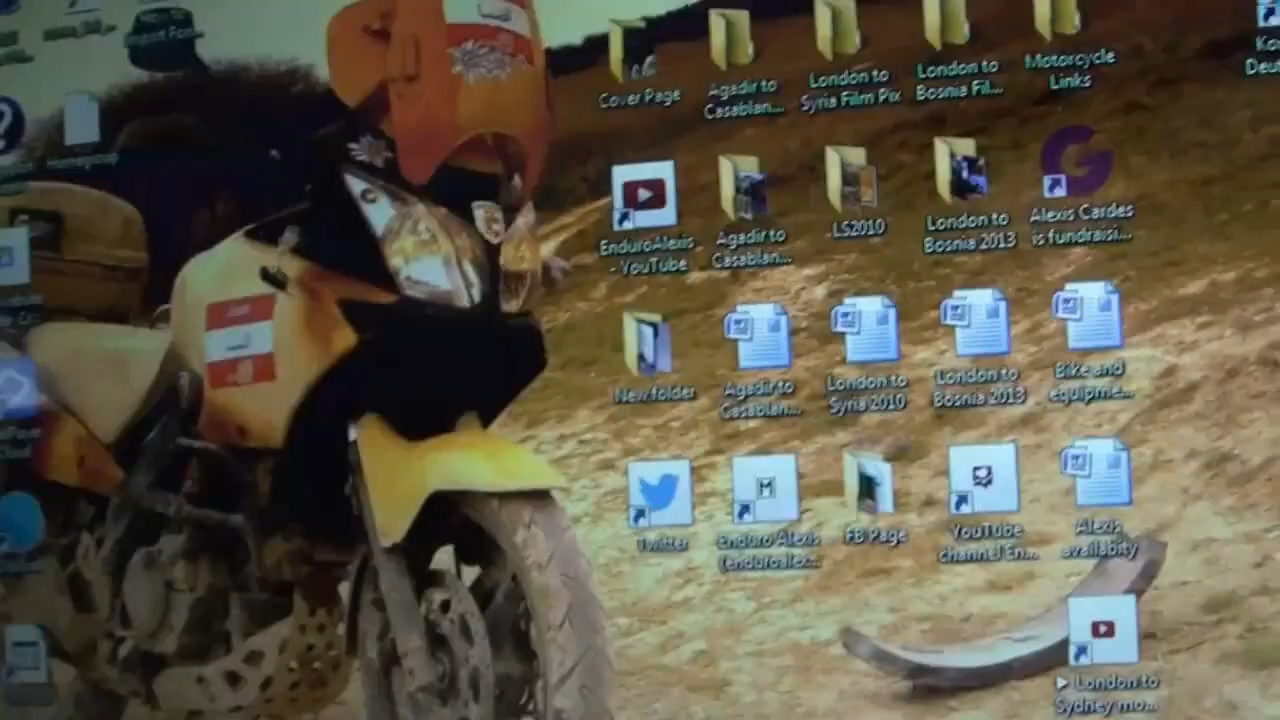 Cover Page
Agadir to
Casablan...
London to
Syria Film Pix
London to
Bosnia Fil...
Motorcycle
Links
EnduroAlexis
- YouTube
Agadir to
Casablan...
LS2010
London to
Bosnia 2013
G
Alexis Cardes
is fundraisi...
New folder
Agadir to
Casablan...
London to
Syria 2010
London to
Bosnia 2013
Bike and
equipme...
Twitter
M
Enduro Alexis
(enduroalex...
FB Page
YouTube
channel En...
Alexis
availabity
▶ London to
Sydney mo...